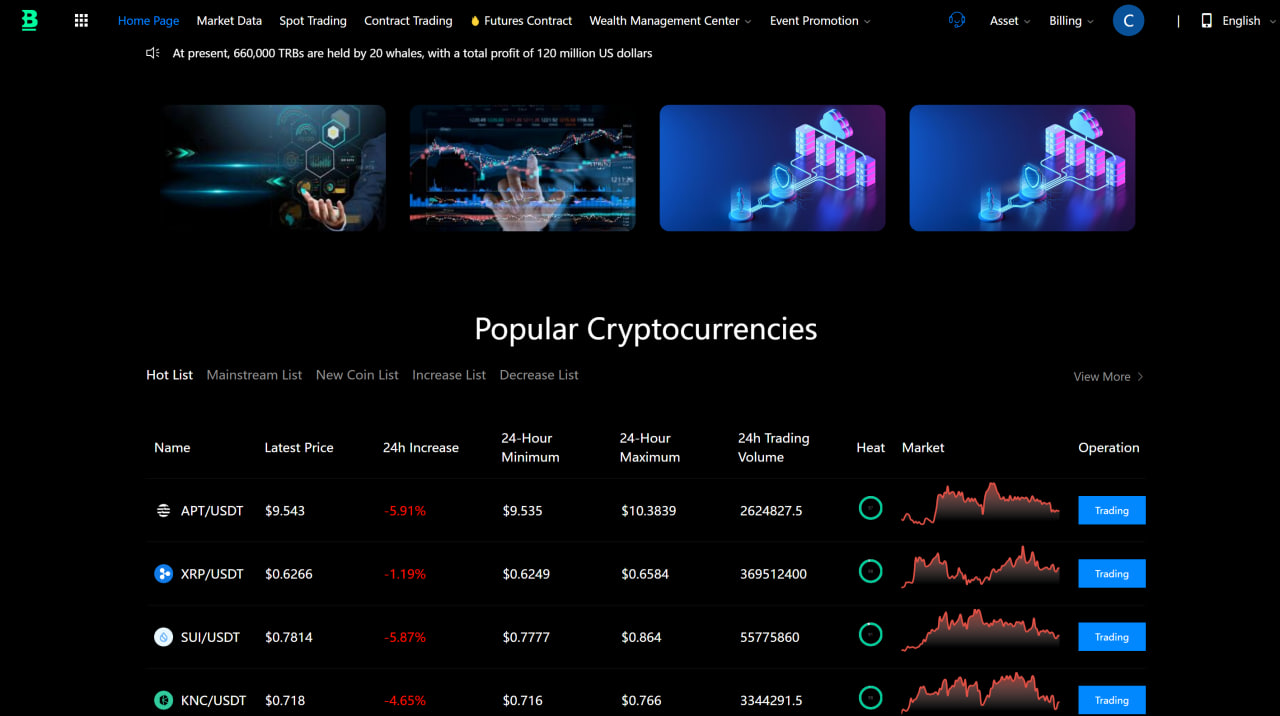 Home Page Market Data Spot Trading Contract Trading Futures Contract Wealth Management Center Event Promotion Asset Billing C | English
At present, 660,000 TRBs are held by 20 whales, with a total profit of 120 million US dollars
Popular Cryptocurrencies
Hot List Mainstream List New Coin List Increase List Decrease List View More
Name Latest Price 24h Increase 24-Hour Minimum 24-Hour Maximum 24h Trading Volume Heat Market Operation
APT/USDT $9.543 -5.91% $9.535 $10.3839 2624827.5 Trading
XRP/USDT $0.6266 -1.19% $0.6249 $0.6584 369512400 Trading
SUI/USDT $0.7814 -5.87% $0.7777 $0.864 55775860 Trading
KNC/USDT $0.718 -4.65% $0.716 $0.766 3344291.5 Trading